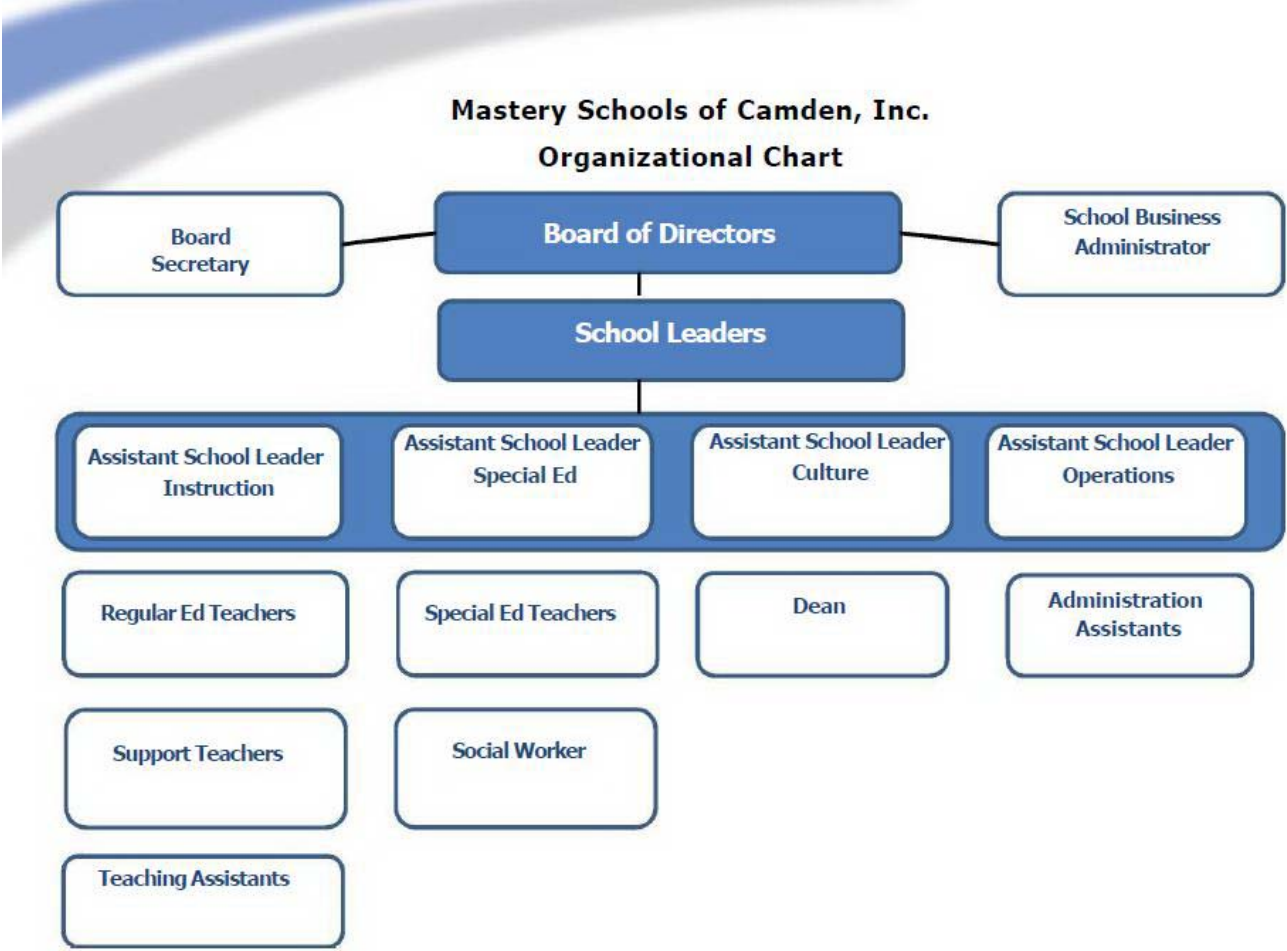 Mastery Schools of Camden, Inc.
Organizational Chart
Board
Secretary
Board of Directors
School Business
Administrator
School Leaders
Assistant School Leader
Instruction
Assistant School Leader
Special Ed
Assistant School Leader
Culture
Assistant School Leader
Operations
Regular Ed Teachers
Special Ed Teachers
Dean
Administration
Assistants
Support Teachers
Social Worker
Teaching Assistants